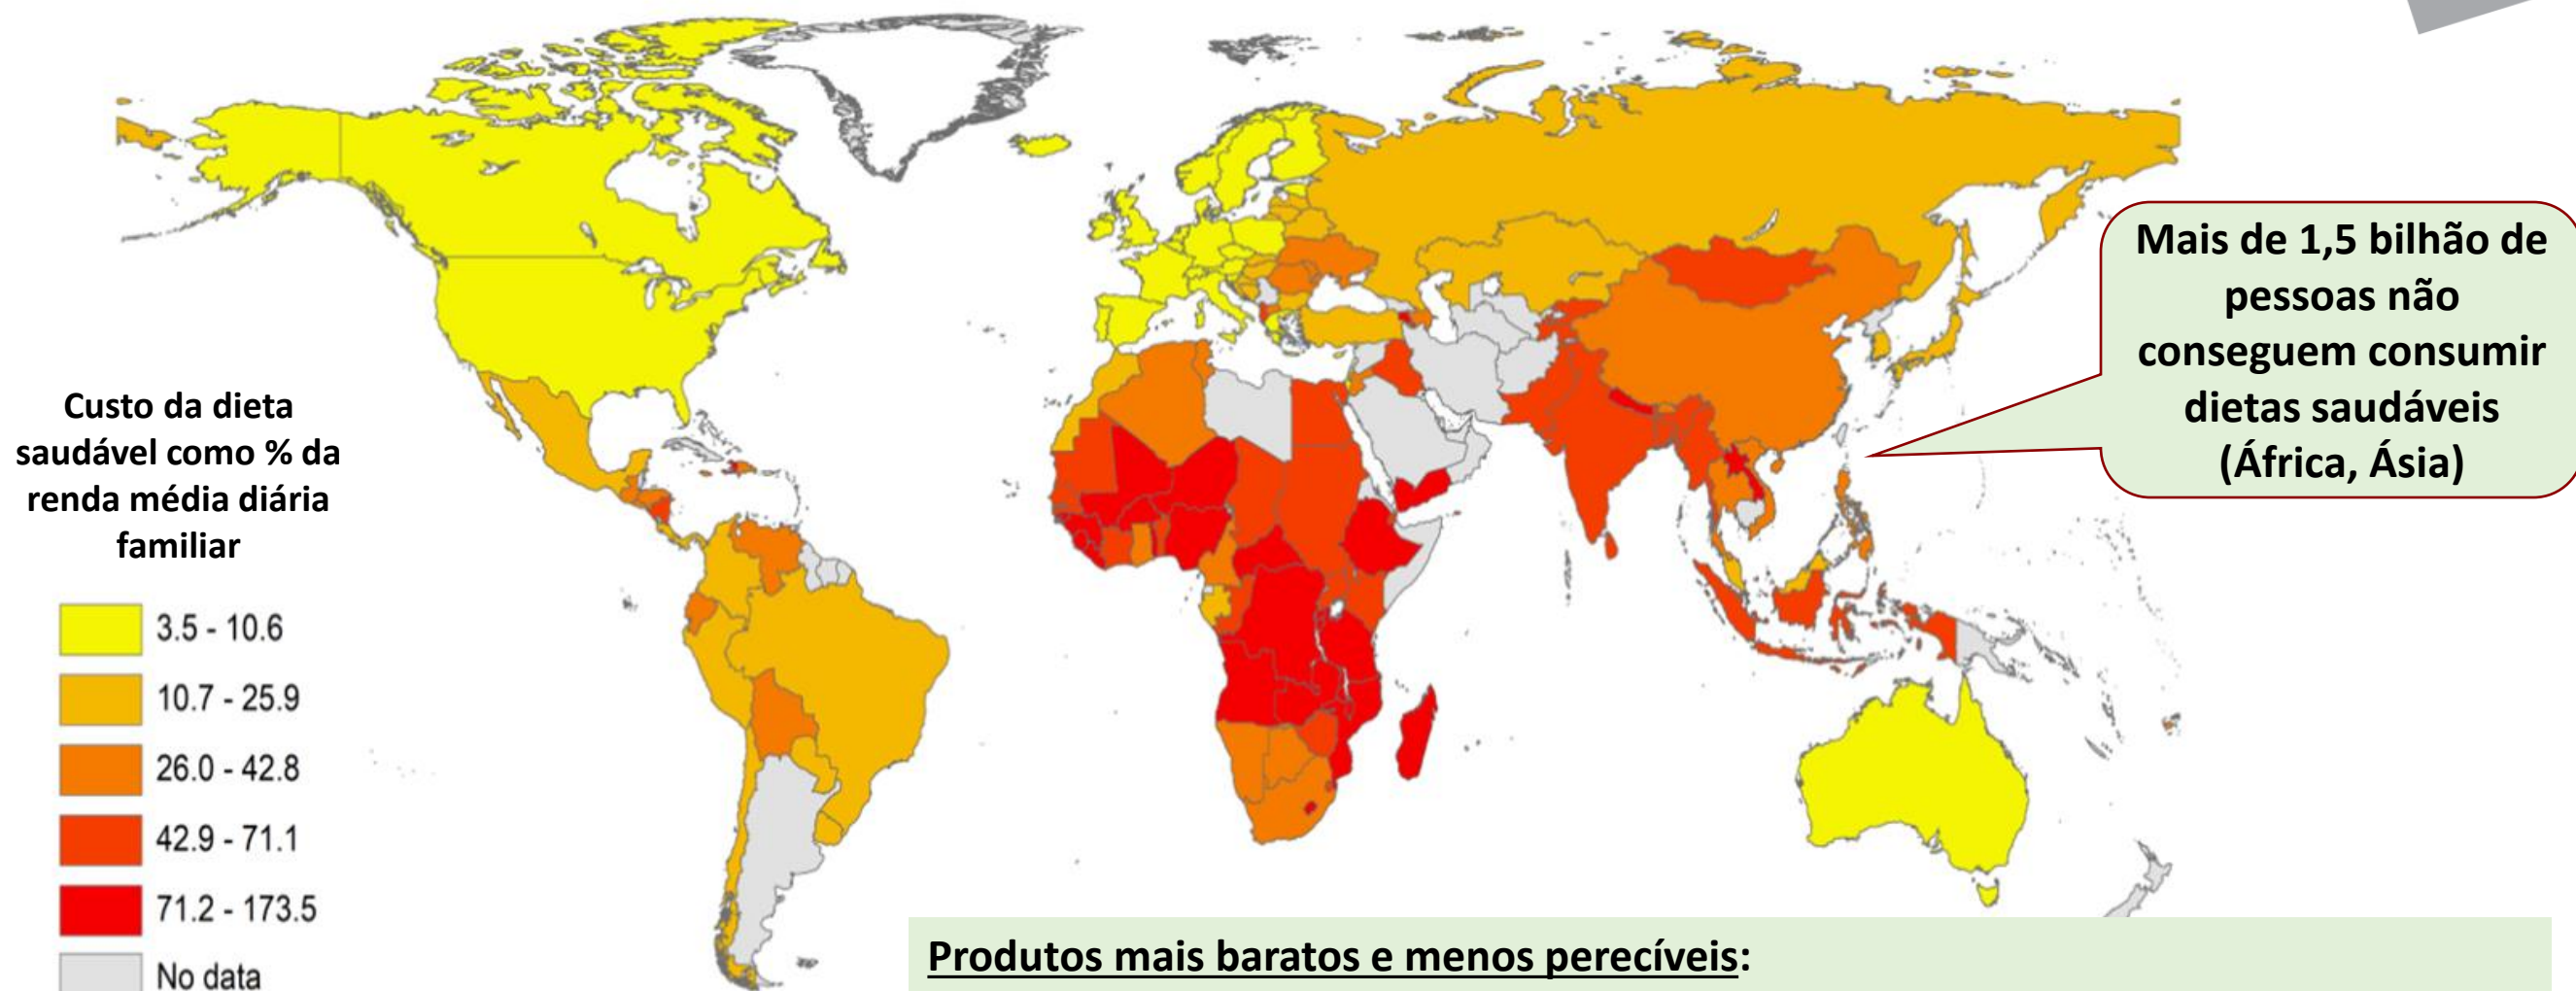 Mais de 1,5 bilhão de
pessoas não
conseguem consumir
dietas saudáveis
(África, Ásia)
Custo da dieta
saudável como % da
renda média diária
familiar
3.5 - 10.6
10.7 - 25.9
26.0 - 42.8
42.9 - 71.1
71.2 - 173.5
No data
Produtos mais baratos e menos perecíveis: